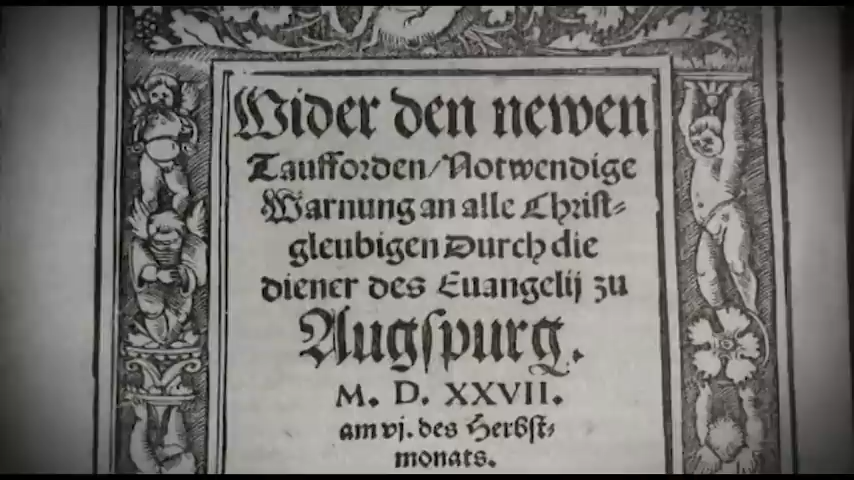 Wider den newen
Taufforden/Notwendige
Warnung an alle Christ⸗
gleubigen Durch die
diener des Euangelij zu
Augſpurg.
M. D. XXVII.
am vj. des Herbſt⸗
monats.